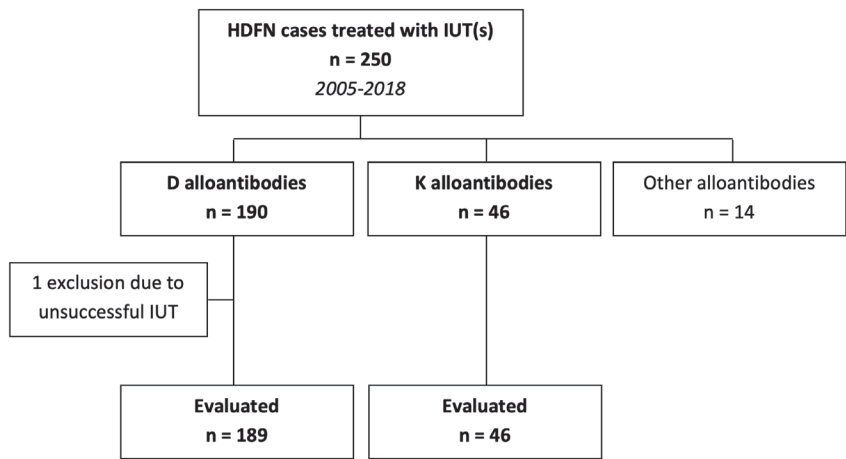 HDFN cases treated with IUT(s)
n = 250
2005-2018
D alloantibodies
n = 190
K alloantibodies
n = 46
Other alloantibodies
n = 14
1 exclusion due to
unsuccessful IUT
Evaluated
n = 189
Evaluated
n = 46